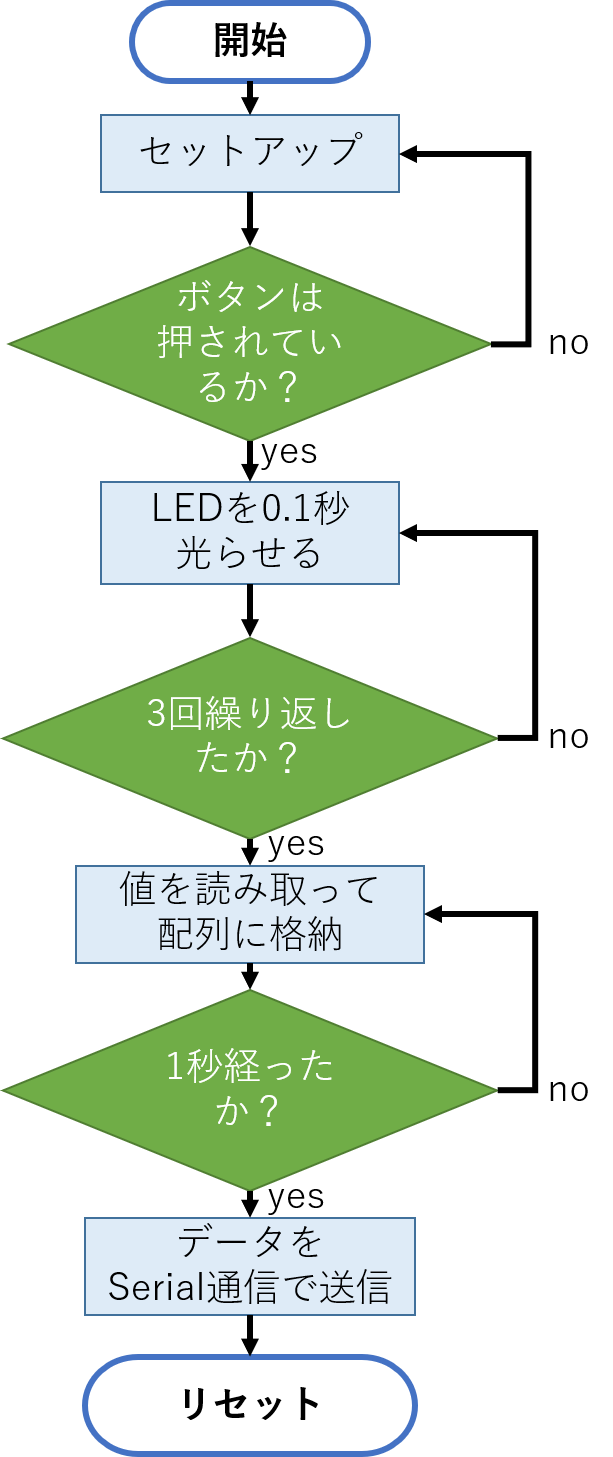 開始
セットアップ
ボタンは
押されてい
るか？
no
yes
LEDを0.1秒
光らせる
3回繰り返し
たか？
no
yes
値を読み取って
配列に格納
1秒経った
か？
no
yes
データを
Serial通信で送信
リセット